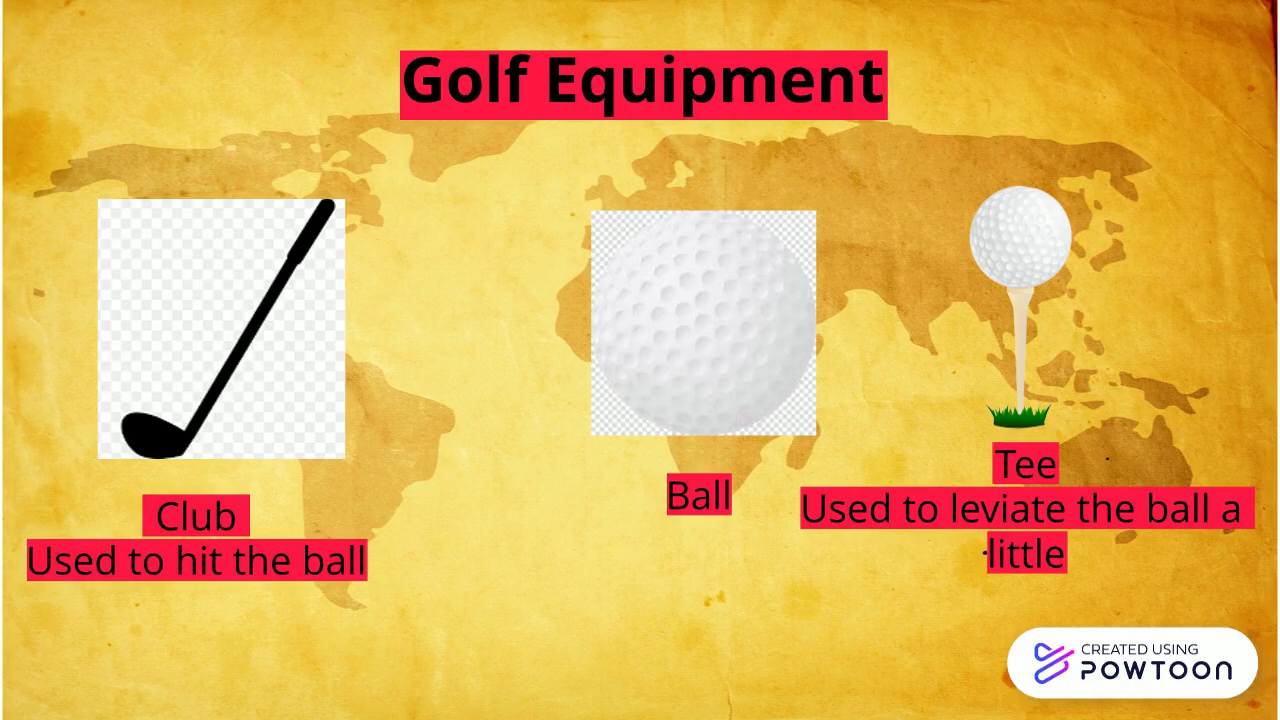 Golf Equipment
Club
Used to hit the ball
Ball
Tee
Used to leviate the ball a
little
CREATED USING
POWTOON